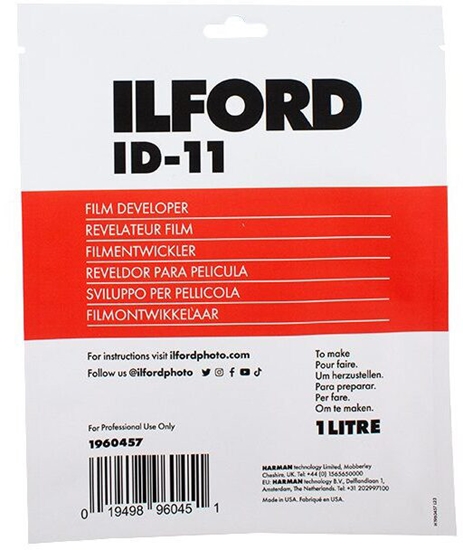 ILFORD
ID-11
FILM DEVELOPER
REVELATEUR FILM
FILMENTWICKLER
REVELDOR PARA PELICULA
SVILUPPO PER PELLICOLA
FILMONTWIKKELAAR
For instructions visit ilfordphoto.com
Follow us @ilfordphoto
To make
Pour faire.
Um herzustellen.
Para preparar.
Per fare.
Om te maken.
1 LITRE
For Professional Use Only
1960457
0 19498 96045 1
HARMAN technology Limited, Mobberley
Cheshire, UK. Tel: +44 (0) 1565650000
EU: HARMAN technology B.V., Delflandlaan 1,
Amsterdam, The Netherlands. Tel +31 202997100
Made in USA. Fabriqué en USA.